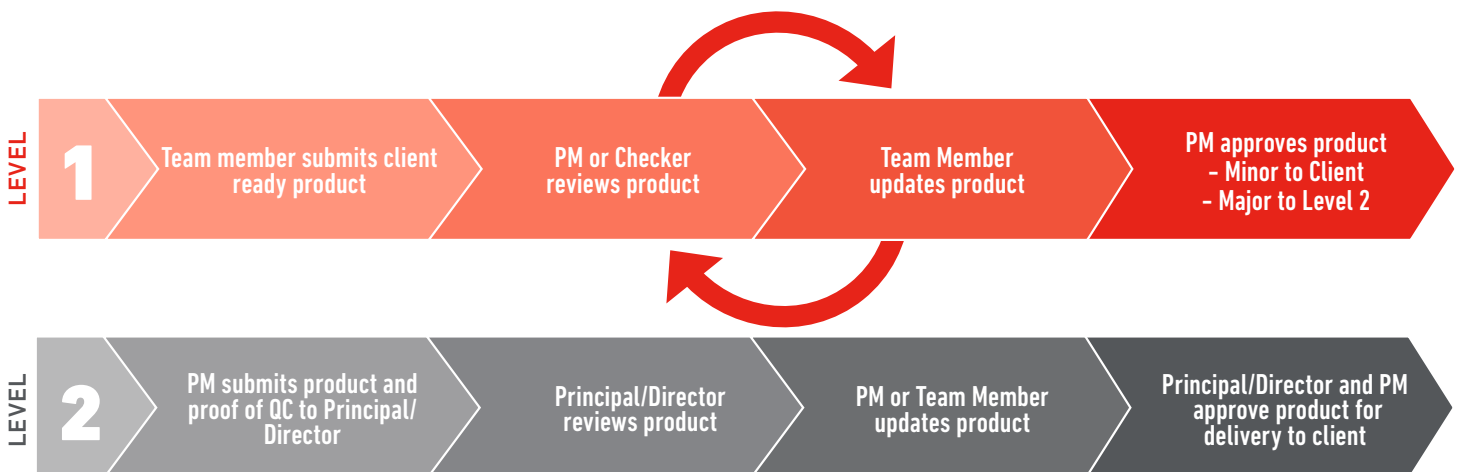 LEVEL
1
Team member submits client
ready product
PM or Checker
reviews product
Team Member
updates product
PM approves product
- Minor to Client
- Major to Level 2
LEVEL
2
PM submits product and
proof of QC to Principal/
Director
Principal/Director
reviews product
PM or Team Member
updates product
Principal/Director and PM
approve product for
delivery to client